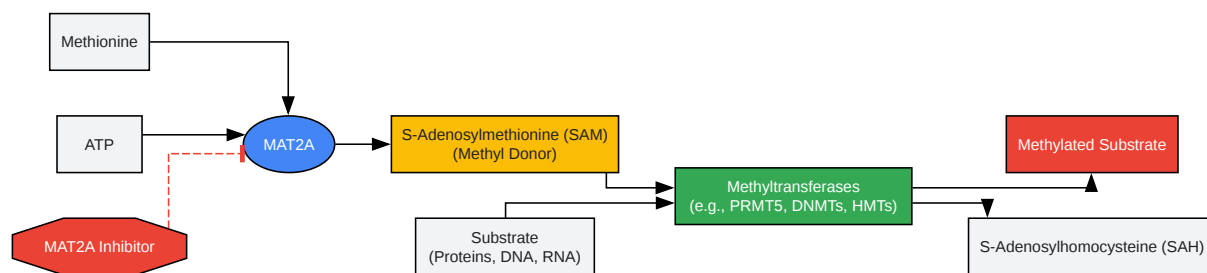 Methionine
ATP
MAT2A
MAT2A Inhibitor
S-Adenosylmethionine (SAM)
(Methyl Donor)
Substrate
(Proteins, DNA, RNA)
Methyltransferases
(e.g., PRMT5, DNMTs, HMTs)
Methylated Substrate
S-Adenosylhomocysteine (SAH)